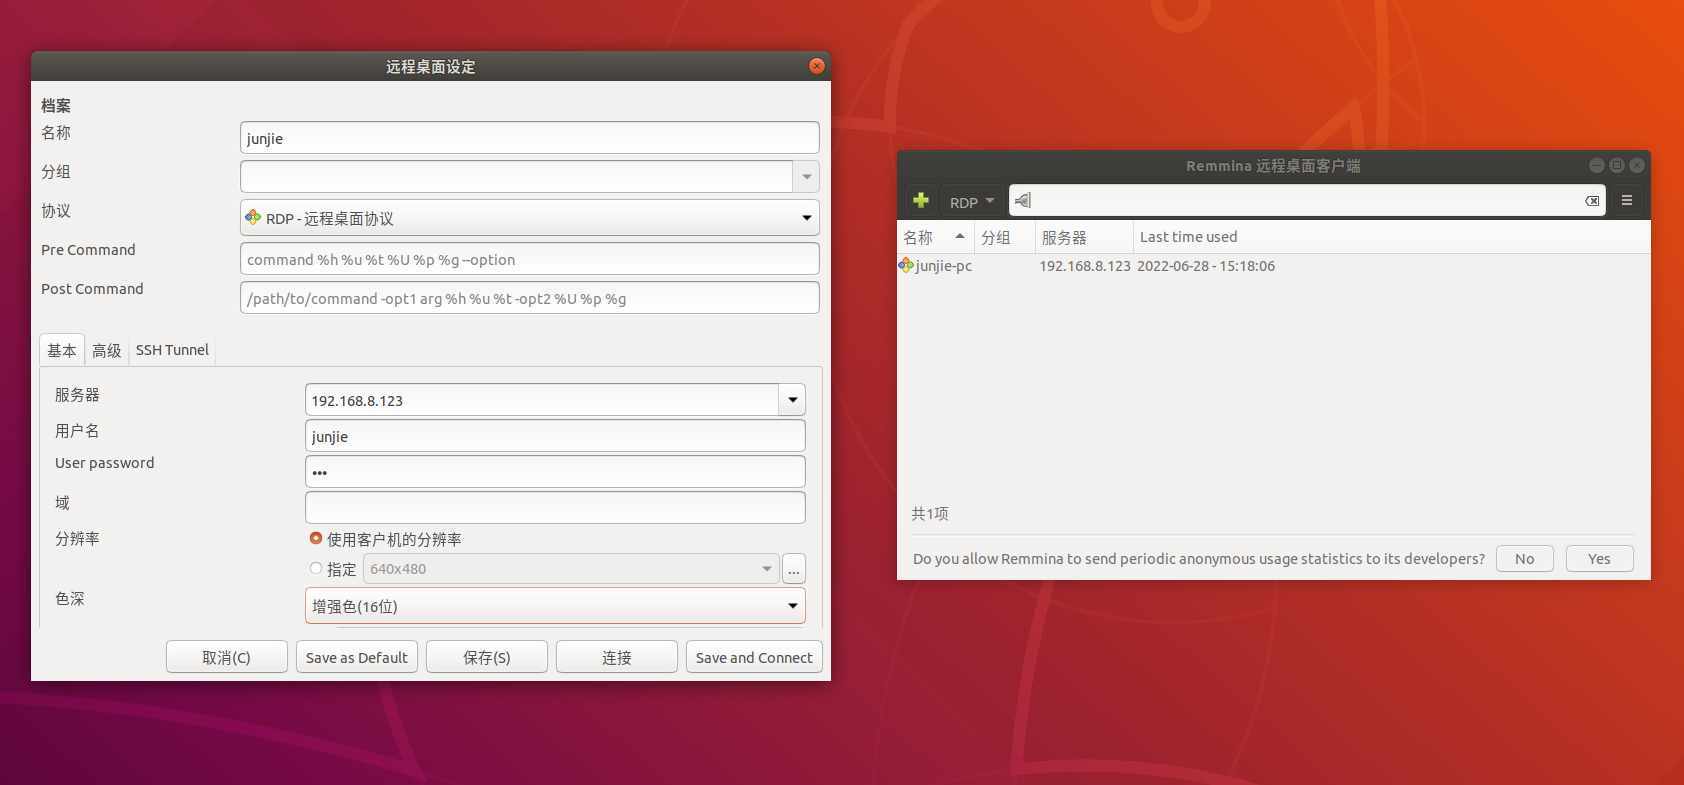 远程桌面设定
档案
名称 junjie
分组
协议 RDP - 远程桌面协议
Pre Command command %h %u %t %U %p %g --option
Post Command /path/to/command -opt1 arg %h %u %t -opt2 %U %p %g
基本 高级 SSH Tunnel
服务器 192.168.8.123
用户名 junjie
User password •••
域
分辨率 使用客户机的分辨率
指定 640x480 ...
色深 增强色(16位)
取消(C) Save as Default 保存(S) 连接 Save and Connect
Remmina 远程桌面客户端
RDP
名称 分组 服务器 Last time used
junjie-pc 192.168.8.123 2022-06-28 - 15:18:06
共1项
Do you allow Remmina to send periodic anonymous usage statistics to its developers? No Yes